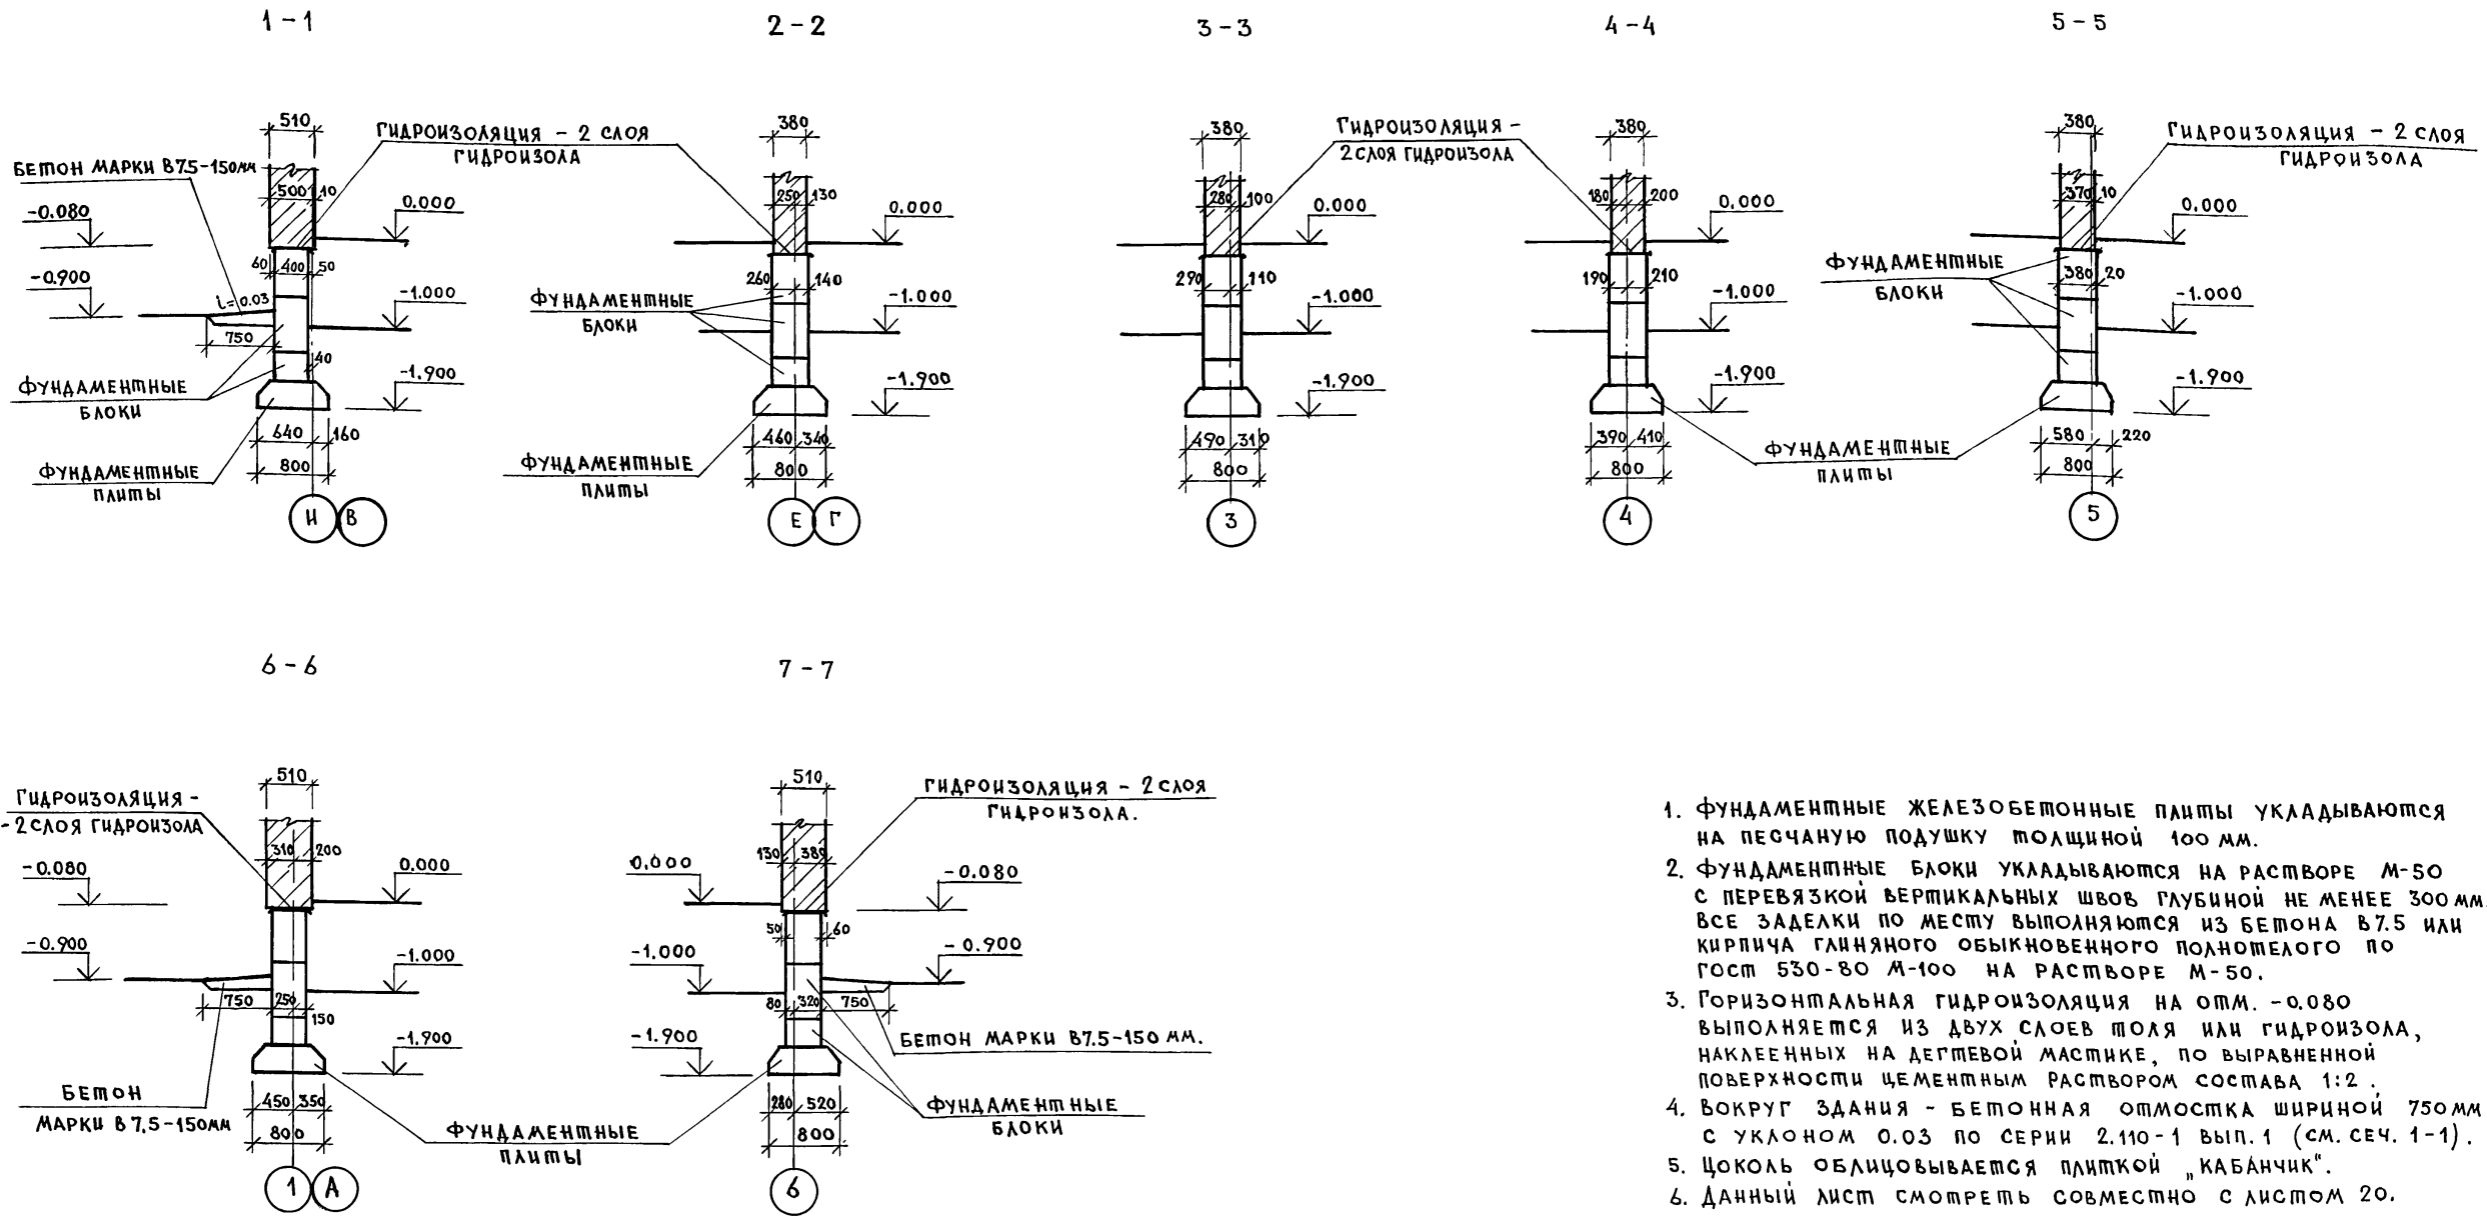 1-1
510
ГИДРОИЗОЛЯЦИЯ - 2 СЛОЯ
ГИДРОИЗОЛА
БЕТОН МАРКИ В7.5-150ММ
500
10
-0.080
0.000
60
400
50
-0.900
i=0.03
-1.000
750
40
ФУНДАМЕНТНЫЕ
БЛОКИ
-1.900
640
160
800
ФУНДАМЕНТНЫЕ
ПЛИТЫ
И
В
2-2
380
250
130
0.000
260
140
ФУНДАМЕНТНЫЕ
БЛОКИ
-1.000
-1.900
460
340
800
ФУНДАМЕНТНЫЕ
ПЛИТЫ
Е
Г
3-3
380
ГИДРОИЗОЛЯЦИЯ -
2 СЛОЯ ГИДРОИЗОЛА
280
100
0.000
290
110
-1.000
-1.900
490
310
800
3
4-4
380
180
200
0.000
190
210
-1.000
-1.900
390
410
800
ФУНДАМЕНТНЫЕ
ПЛИТЫ
4
5-5
380
ГИДРОИЗОЛЯЦИЯ - 2 СЛОЯ
ГИДРОИЗОЛА
370
10
0.000
ФУНДАМЕНТНЫЕ
БЛОКИ
380
20
-1.000
-1.900
580
220
800
5
6-6
510
ГИДРОИЗОЛЯЦИЯ -
- 2 СЛОЯ ГИДРОИЗОЛА
310
200
-0.080
0.000
-0.900
-1.000
750
250
150
-1.900
БЕТОН
МАРКИ В7.5-150ММ
450
350
800
ФУНДАМЕНТНЫЕ
ПЛИТЫ
1
А
7-7
510
ГИДРОИЗОЛЯЦИЯ - 2 СЛОЯ
ГИДРОИЗОЛА.
130
380
0.000
-0.080
50
60
-1.000
-0.900
80
320
750
-1.900
БЕТОН МАРКИ В7.5-150 ММ.
280
520
800
ФУНДАМЕНТНЫЕ
БЛОКИ
6
1. ФУНДАМЕНТНЫЕ ЖЕЛЕЗОБЕТОННЫЕ ПЛИТЫ УКЛАДЫВАЮТСЯ
НА ПЕСЧАНУЮ ПОДУШКУ ТОЛЩИНОЙ 100 ММ.
2. ФУНДАМЕНТНЫЕ БЛОКИ УКЛАДЫВАЮТСЯ НА РАСТВОРЕ М-50
С ПЕРЕВЯЗКОЙ ВЕРТИКАЛЬНЫХ ШВОВ ГЛУБИНОЙ НЕ МЕНЕЕ 300 ММ
ВСЕ ЗАДЕЛКИ ПО МЕСТУ ВЫПОЛНЯЮТСЯ ИЗ БЕТОНА В7.5 ИЛИ
КИРПИЧА ГЛИНЯНОГО ОБЫКНОВЕННОГО ПОЛНОТЕЛОГО ПО
ГОСТ 530-80 М-100 НА РАСТВОРЕ М-50.
3. ГОРИЗОНТАЛЬНАЯ ГИДРОИЗОЛЯЦИЯ НА ОТМ. -0.080
ВЫПОЛНЯЕТСЯ ИЗ ДВУХ СЛОЕВ ТОЛЯ ИЛИ ГИДРОИЗОЛА,
НАКЛЕЕННЫХ НА ДЕГТЕВОЙ МАСТИКЕ, ПО ВЫРАВНЕННОЙ
ПОВЕРХНОСТИ ЦЕМЕНТНЫМ РАСТВОРОМ СОСТАВА 1:2.
4. ВОКРУГ ЗДАНИЯ - БЕТОННАЯ ОТМОСТКА ШИРИНОЙ 750 ММ
С УКЛОНОМ 0.03 ПО СЕРИИ 2.110-1 ВЫП.1 (СМ. СЕЧ. 1-1).
5. ЦОКОЛЬ ОБЛИЦОВЫВАЕТСЯ ПЛИТКОЙ „КАБАНЧИК".
6. ДАННЫЙ ЛИСТ СМОТРЕТЬ СОВМЕСТНО С ЛИСТОМ 20.